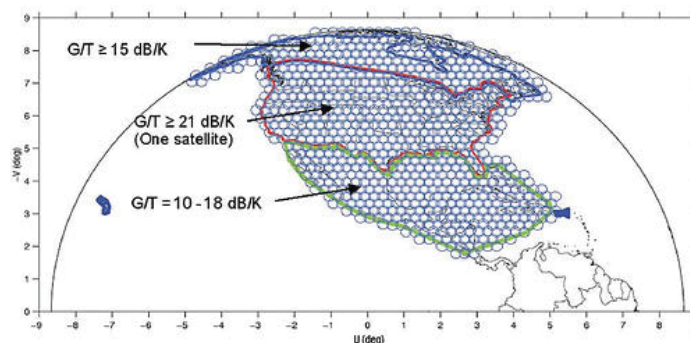 9
8
7
6
5
4
3
2
1
0
-V (deg)
G/T ≥ 15 dB/K
G/T ≥ 21 dB/K
(One satellite)
G/T = 10 - 18 dB/K
-9 -8 -7 -6 -5 -4 -3 -2 -1 0 1 2 3 4 5 6 7 8
U (deg)